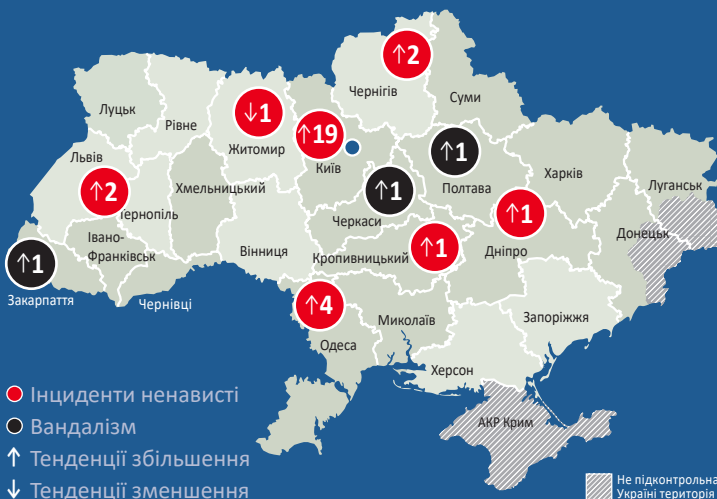 ↑2
Чернігів
Суми
Луцьк
Рівне
↓1
Житомир
↑19
Київ
↑1
Полтава
Харків
Луганськ
Львів
↑2
Тернопіль
Хмельницький
↑1
Черкаси
↑1
Дніпро
Донецьк
Івано-
Франківськ
Вінниця
Кропивницький
↑1
↑1
Закарпаття
Чернівці
↑4
Одеса
Миколаїв
Запоріжжя
Херсон
АКР Крим
Інциденти ненависті
Вандалізм
↑ Тенденції збільшення
↓ Тенденції зменшення
Не підконтрольна
Україні територія